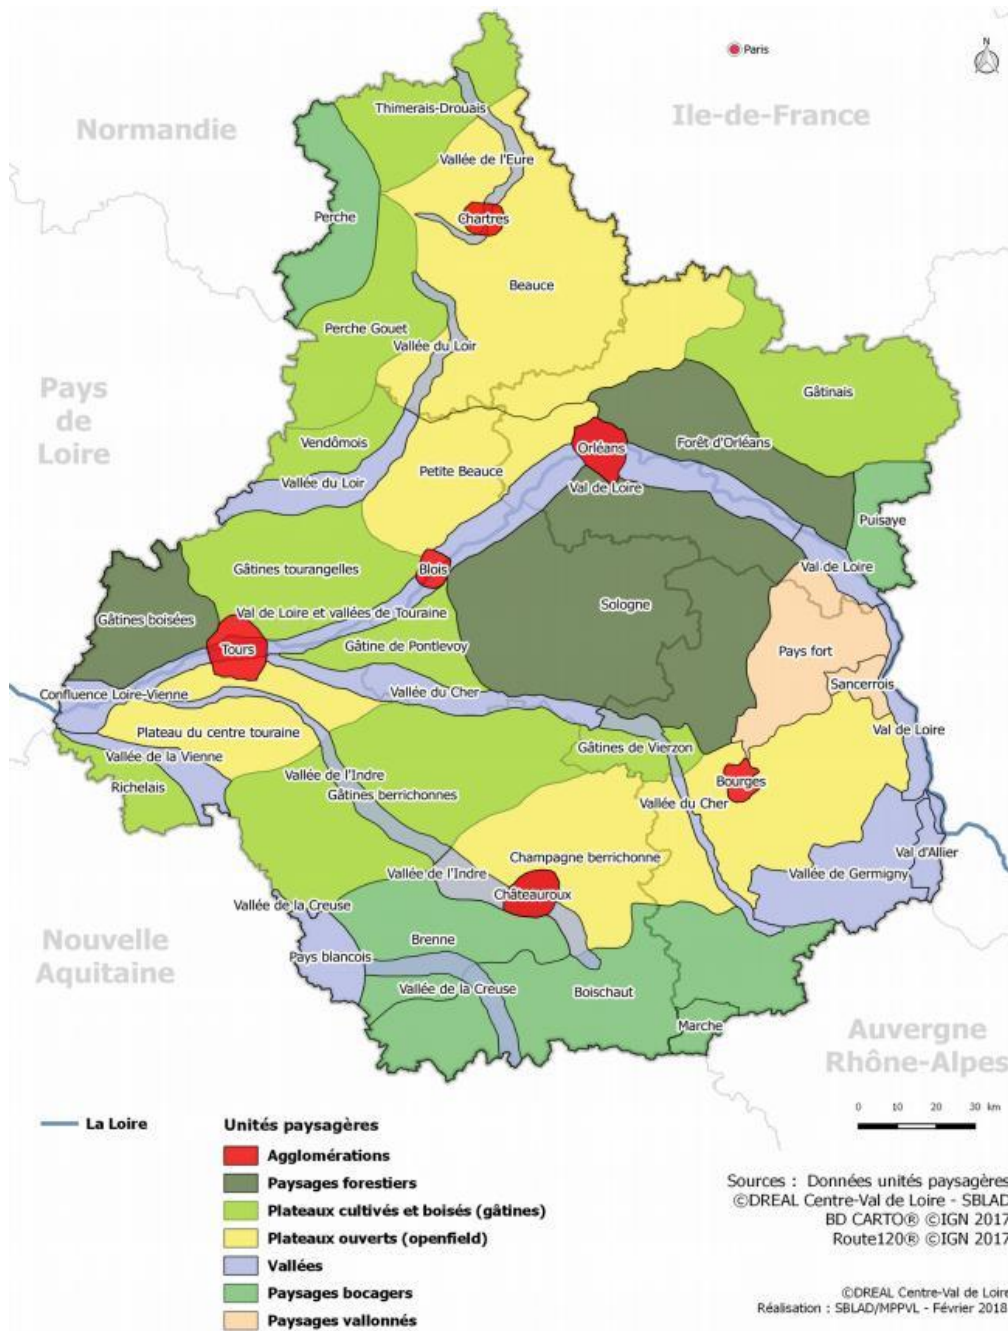 Paris
N
Normandie
Ile-de-France
Thimerais-Drouais
Vallée de l'Eure
Perche
Chartres
Beauce
Perche Gouet
Vallée du Loir
Pays
de
Loire
Gâtinais
Vendômois
Orléans
Forêt d'Orléans
Petite Beauce
Vallée du Loir
Val de Loire
Puisaye
Gâtines tourangelles
Blois
Val de Loire
Sologne
Val de Loire et vallées de Touraine
Gâtines boisées
Tours
Gâtine de Pontlevoy
Pays fort
Sancerrois
Confluence Loire-Vienne
Vallée du Cher
Val de Loire
Plateau du centre touraine
Gâtines de Vierzon
Vallée de la Vienne
Vallée de l'Indre
Bourges
Richelais
Gâtines berrichonnes
Vallée du Cher
Val d'Allier
Champagne berrichonne
Vallée de l'Indre
Vallée de Germigny
Châteauroux
Vallée de la Creuse
Nouvelle
Aquitaine
Brenne
Pays blancois
Vallée de la Creuse
Boischaut
Marche
Auvergne
Rhône-Alpes
La Loire
0 10 20 30 km
Unités paysagères
Agglomérations
Paysages forestiers
Plateaux cultivés et boisés (gâtines)
Plateaux ouverts (openfield)
Vallées
Paysages bocagers
Paysages vallonnés
Sources : Données unités paysagères
©DREAL Centre-Val de Loire - SBLAD
BD CARTO® ©IGN 2017
Route120® ©IGN 2017
©DREAL Centre-Val de Loire
Réalisation : SBLAD/MPPVL - Février 2018